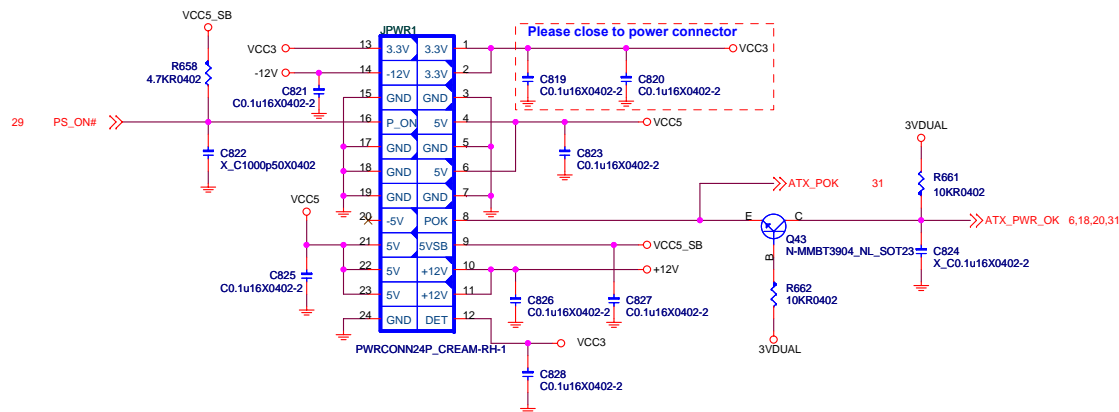 VCC5_SB
JPWR1
Please close to power connector
VCC3 13 3.3V 3.3V 1 VCC3
R658
4.7KR0402
-12V 14 -12V 3.3V 2
C819
C0.1u16X0402-2
C820
C0.1u16X0402-2
C821
C0.1u16X0402-2
15 GND GND 3
29 PS_ON# 16 P_ON 5V 4 VCC5
17 GND GND 5
C822
X_C1000p50X0402
C823
C0.1u16X0402-2
3VDUAL
18 GND 5V 6
19 GND GND 7
ATX_POK 31
R661
10KR0402
VCC5
20 -5V POK 8 E C ATX_PWR_OK 6,18,20,31
Q43
N-MMBT3904_NL_SOT23
B
21 5V 5VSB 9 VCC5_SB
C824
X_C0.1u16X0402-2
22 5V +12V 10 +12V
C825
C0.1u16X0402-2
23 5V +12V 11
C826
C0.1u16X0402-2
C827
C0.1u16X0402-2
R662
10KR0402
24 GND DET 12 VCC3
3VDUAL
PWRCONN24P_CREAM-RH-1
C828
C0.1u16X0402-2